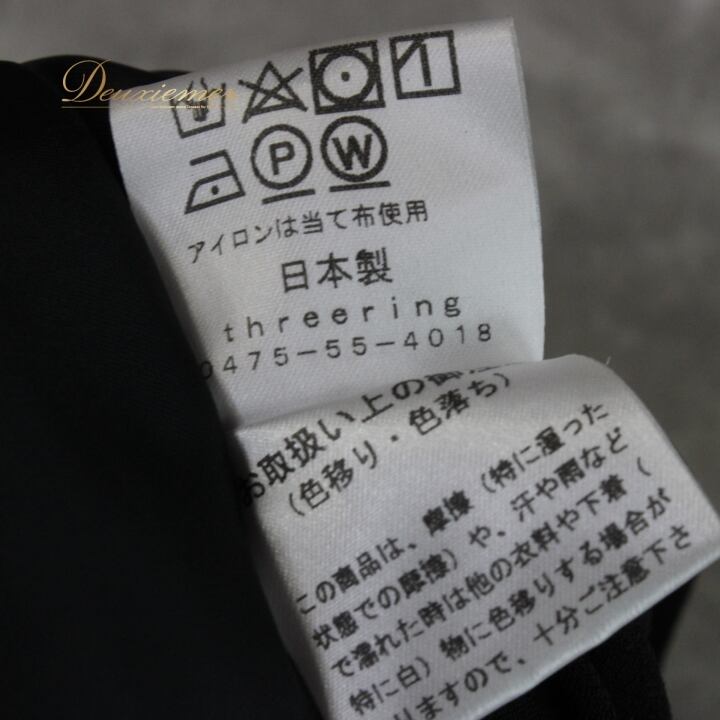 Deuxiemer
P W
アイロンは当て布使用
日本製
threering
0475-55-4018
お取扱い上の御注
(色移り・色落ち)
この商品は、摩擦(特に湿った
状態での摩擦)や、汗や雨など
で濡れた時は他の衣料や下着(
特に白)物に色移りする場合が
りますので、十分ご注意下さ